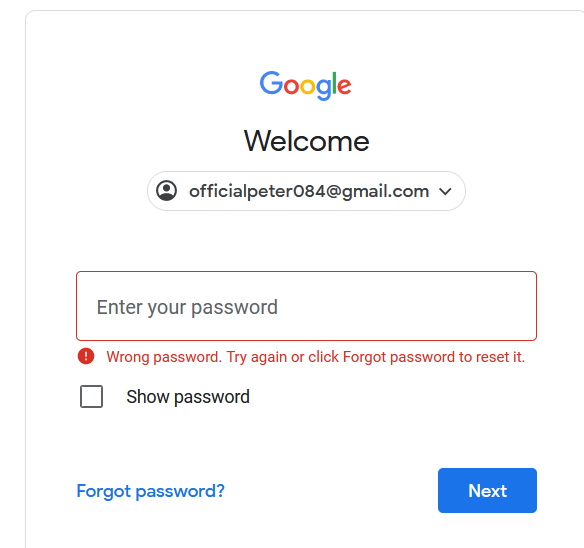 Google
Welcome
officialpeter084@gmail.com
Enter your password
Wrong password. Try again or click Forgot password to reset it.
Show password
Forgot password?
Next